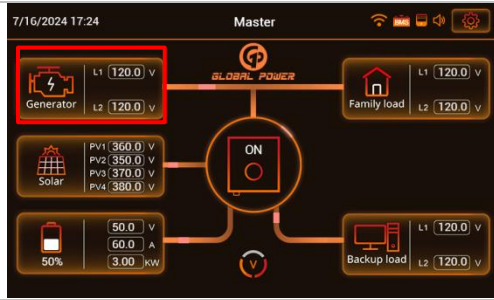 7/16/2024 17:24
Master
GLOBAL POWER
Generator
L1 120.0 V
L2 120.0 V
Family load
L1 120.0 V
L2 120.0 V
Solar
PV1 360.0 V
PV2 350.0 V
PV3 370.0 V
PV4 380.0 V
ON
50%
50.0 V
60.0 A
3.00 KW
V
Backup load
L1 120.0 V
L2 120.0 V